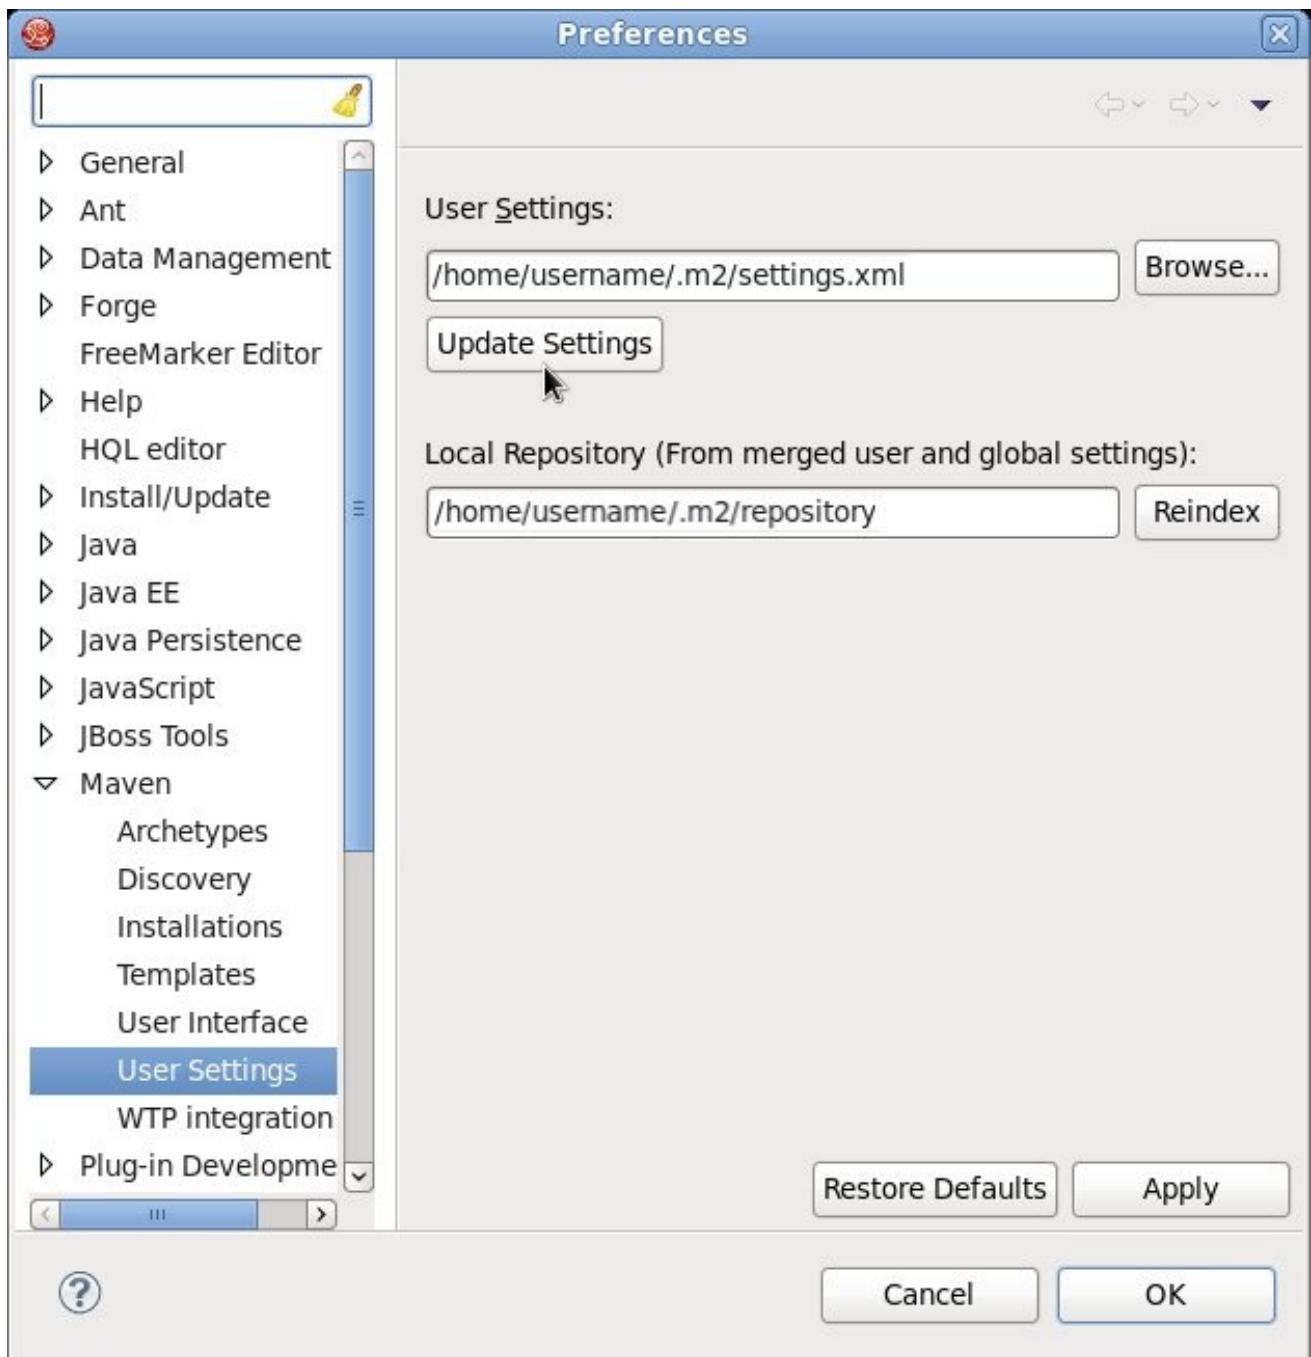 Preferences
General
Ant
Data Management
Forge
FreeMarker Editor
Help
HQL editor
Install/Update
Java
Java EE
Java Persistence
JavaScript
JBoss Tools
Maven
Archetypes
Discovery
Installations
Templates
User Interface
User Settings
WTP integration
Plug-in Developme
User Settings:
/home/username/.m2/settings.xml
Browse...
Update Settings
Local Repository (From merged user and global settings):
/home/username/.m2/repository
Reindex
Restore Defaults
Apply
?
Cancel
OK